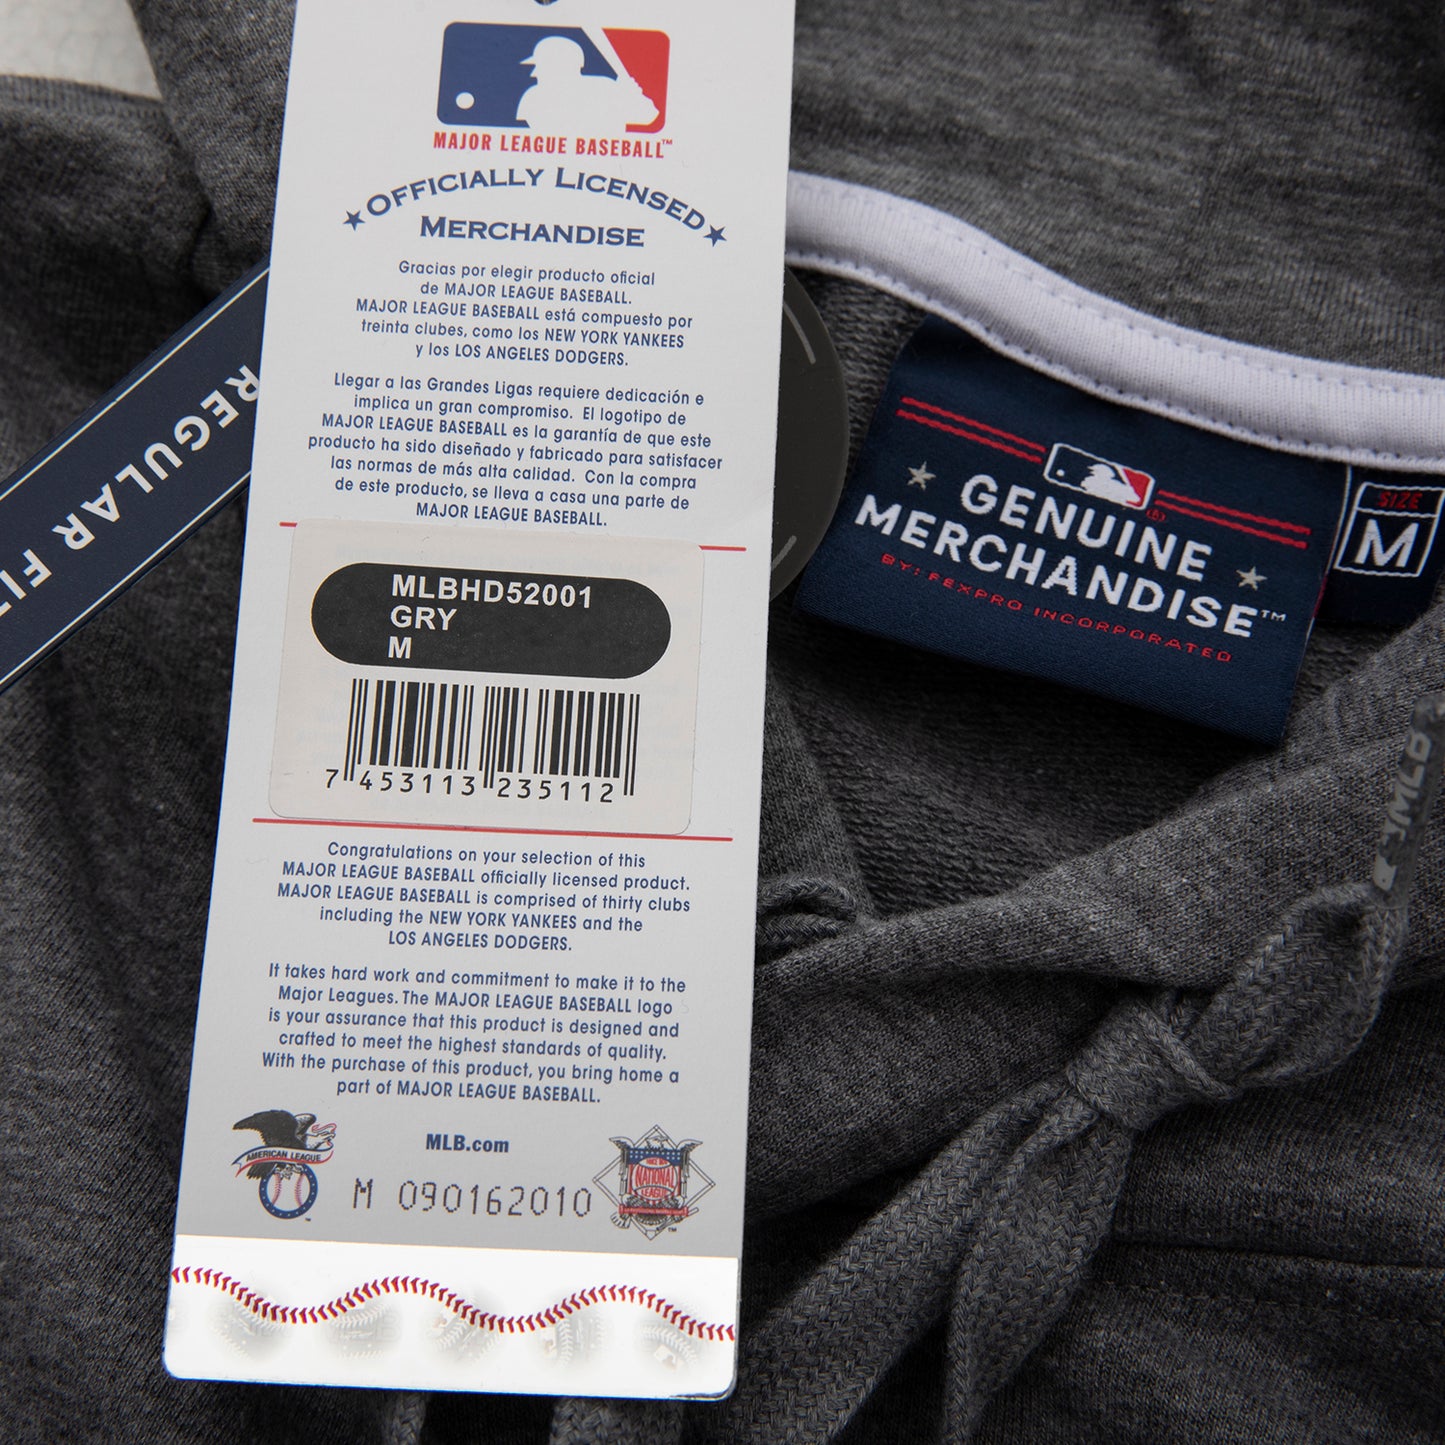 MAJOR LEAGUE BASEBALL™
OFFICIALLY LICENSED
MERCHANDISE
Gracias por elegir producto oficial
de MAJOR LEAGUE BASEBALL.
MAJOR LEAGUE BASEBALL está compuesto por
treinta clubes, como los NEW YORK YANKEES
y los LOS ANGELES DODGERS.
Llegar a las Grandes Ligas requiere dedicación e
implica un gran compromiso. El logotipo de
MAJOR LEAGUE BASEBALL es la garantía de que este
producto ha sido diseñado y fabricado para satisfacer
las normas de más alta calidad. Con la compra
de este producto, se lleva a casa una parte de
MAJOR LEAGUE BASEBALL.
MLBHD52001
GRY
M
7 453113 235112
Congratulations on your selection of this
MAJOR LEAGUE BASEBALL officially licensed product.
MAJOR LEAGUE BASEBALL is comprised of thirty clubs
including the NEW YORK YANKEES and the
LOS ANGELES DODGERS.
It takes hard work and commitment to make it to the
Major Leagues. The MAJOR LEAGUE BASEBALL logo
is your assurance that this product is designed and
crafted to meet the highest standards of quality.
With the purchase of this product, you bring home a
part of MAJOR LEAGUE BASEBALL.
MLB.com
AMERICAN LEAGUE
™
NATIONAL
LEAGUE
™
M 090162010
REGULAR FIT
GENUINE
MERCHANDISE™
BY: FEXPRO INCORPORATED
SIZE
M